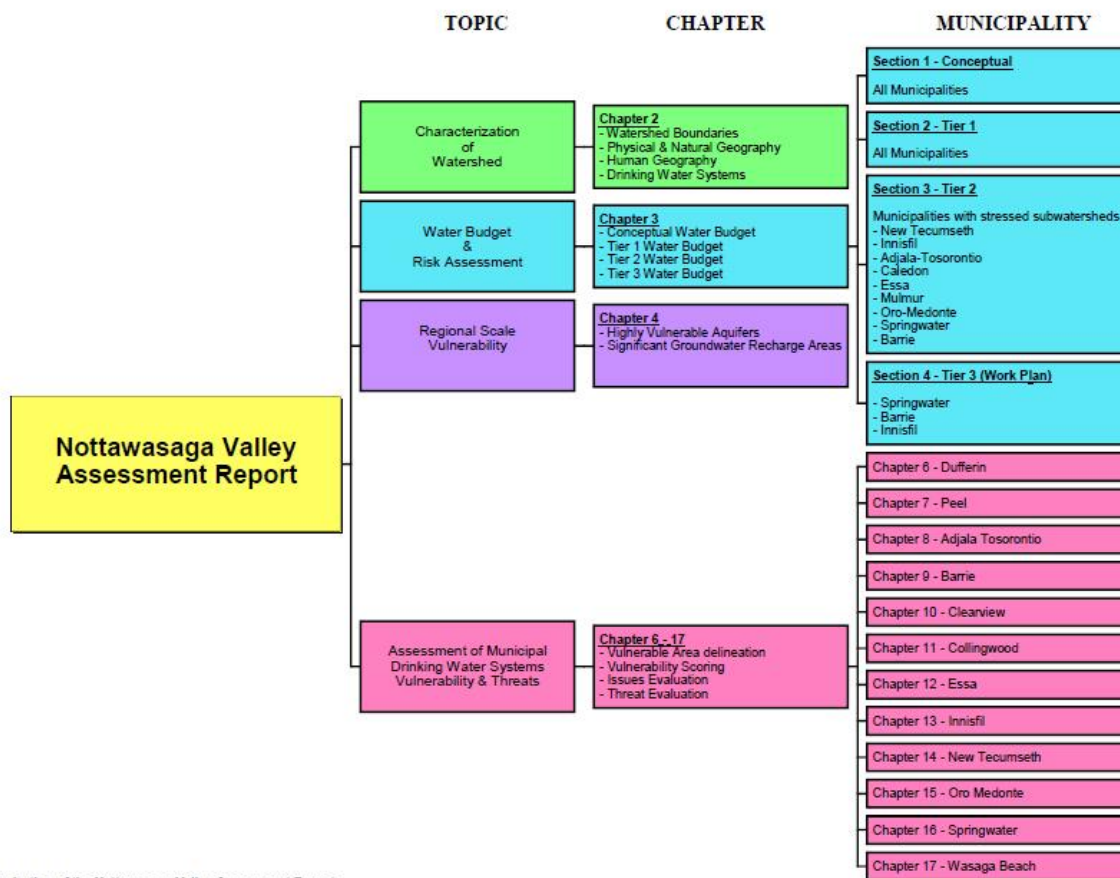 TOPIC
CHAPTER
MUNICIPALITY
Nottawasaga Valley
Assessment Report
Characterization
of
Watershed
Chapter 2
- Watershed Boundaries
- Physical & Natural Geography
- Human Geography
- Drinking Water Systems
Water Budget
&
Risk Assessment
Chapter 3
- Conceptual Water Budget
- Tier 1 Water Budget
- Tier 2 Water Budget
- Tier 3 Water Budget
Section 1 - Conceptual
All Municipalities
Section 2 - Tier 1
All Municipalities
Section 3 - Tier 2
Municipalities with stressed subwatersheds
- New Tecumseth
- Innisfil
- Adjala-Tosorontio
- Caledon
- Essa
- Mulmur
- Oro-Medonte
- Springwater
- Barrie
Section 4 - Tier 3 (Work Plan)
- Springwater
- Barrie
- Innisfil
Regional Scale
Vulnerability
Chapter 4
- Highly Vulnerable Aquifers
- Significant Groundwater Recharge Areas
Assessment of Municipal
Drinking Water Systems
Vulnerability & Threats
Chapter 6 - 17
- Vulnerable Area delineation
- Vulnerability Scoring
- Issues Evaluation
- Threat Evaluation
Chapter 6 - Dufferin
Chapter 7 - Peel
Chapter 8 - Adjala Tosorontio
Chapter 9 - Barrie
Chapter 10 - Clearview
Chapter 11 - Collingwood
Chapter 12 - Essa
Chapter 13 - Innisfil
Chapter 14 - New Tecumseth
Chapter 15 - Oro Medonte
Chapter 16 - Springwater
Chapter 17 - Wasaga Beach